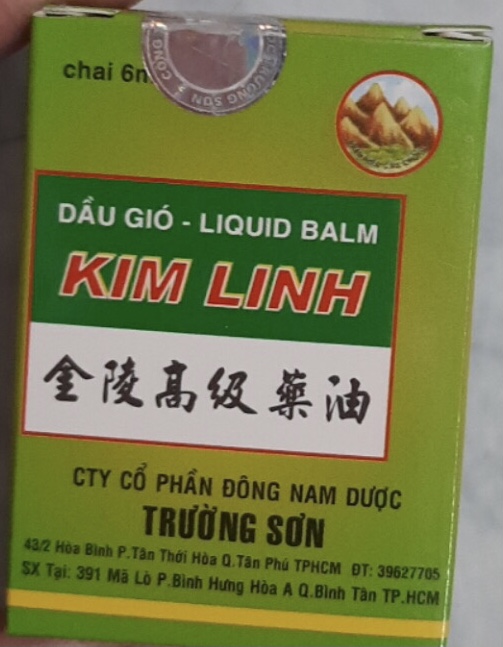 chai 6m
TRƯỜNG SƠN
DẦU GIÓ - LIQUID BALM
KIM LINH
金陵高级藥油
CTY CỔ PHẦN ĐÔNG NAM DƯỢC
TRƯỜNG SƠN
43/2 Hòa Bình P.Tân Thới Hòa Q.Tân Phú TPHCM ĐT: 39627705
SX Tại: 391 Mã Lò P.Bình Hưng Hòa A Q.Bình Tân TP.HCM